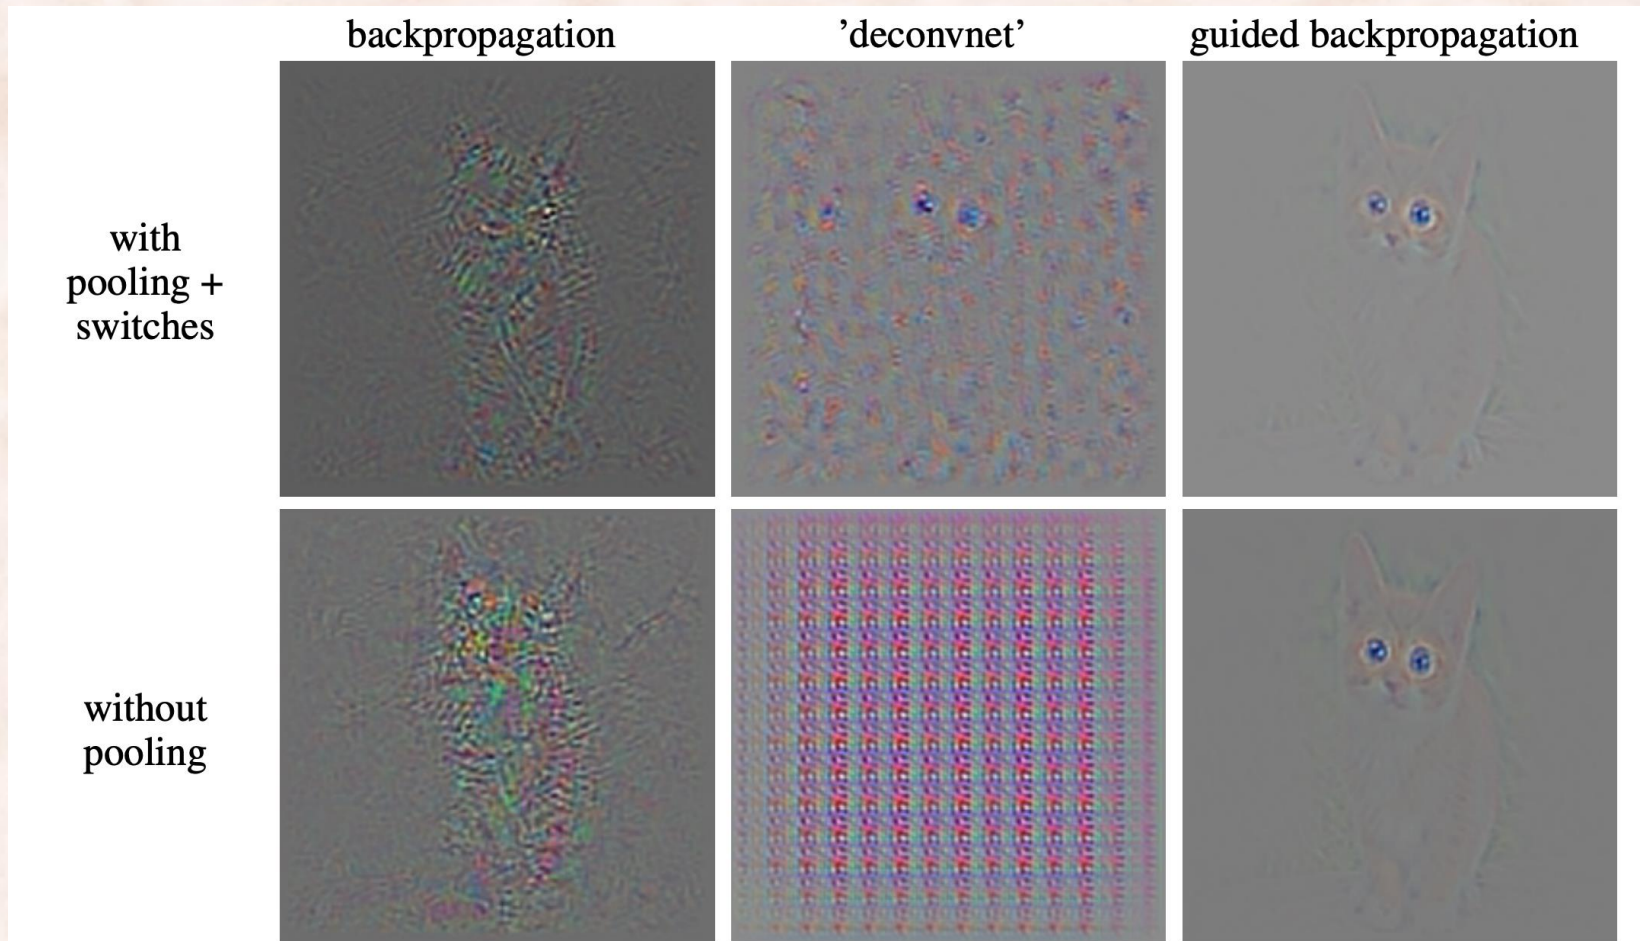 backpropagation
’deconvnet’
guided backpropagation
with
pooling +
switches
without
pooling